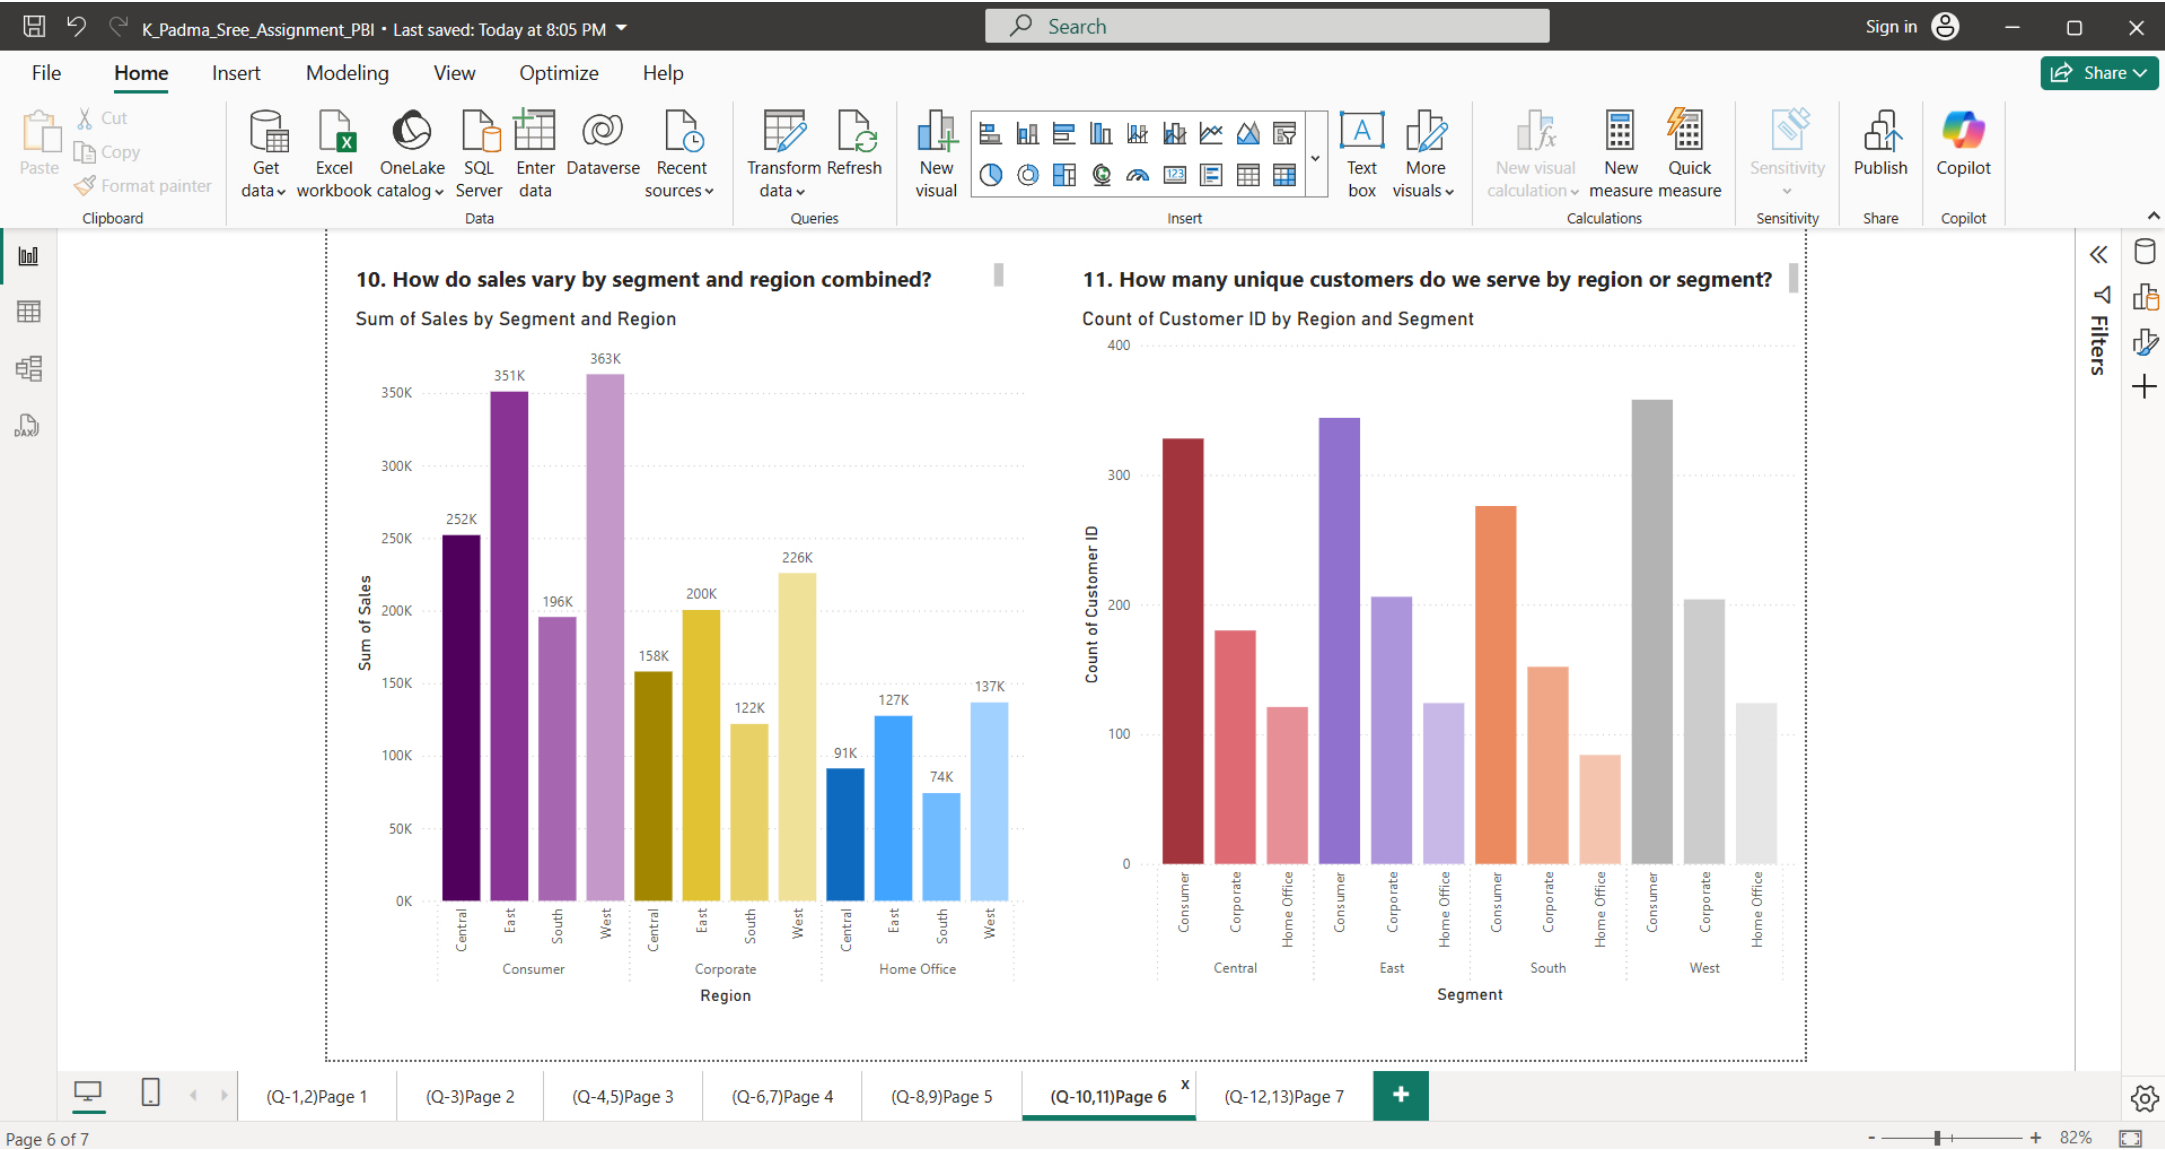 K_Padma_Sree_Assignment_PBI • Last saved: Today at 8:05 PM
Search
Sign in
File Home Insert Modeling View Optimize Help
Share
Paste
Cut
Copy
Format painter
Clipboard
Get data
Excel workbook
OneLake catalog
SQL Server
Enter data
Dataverse
Recent sources
Data
Transform data
Refresh
Queries
New visual
123
A
Text box
More visuals
Insert
fx
New visual calculation
New measure
Quick measure
Calculations
Sensitivity
Sensitivity
Publish
Share
Copilot
Copilot
DAX
10. How do sales vary by segment and region combined?
Sum of Sales by Segment and Region
Sum of Sales
350K
300K
250K
200K
150K
100K
50K
0K
252K
351K
196K
363K
158K
200K
122K
226K
91K
127K
74K
137K
Central East South West Central East South West Central East South West
Consumer Corporate Home Office
Region
11. How many unique customers do we serve by region or segment?
Count of Customer ID by Region and Segment
Count of Customer ID
400
300
200
100
0
Consumer Corporate Home Office Consumer Corporate Home Office Consumer Corporate Home Office Consumer Corporate Home Office
Central East South West
Segment
Filters
(Q-1,2)Page 1
(Q-3)Page 2
(Q-4,5)Page 3
(Q-6,7)Page 4
(Q-8,9)Page 5
(Q-10,11)Page 6 x
(Q-12,13)Page 7
+
Page 6 of 7
- + 82%